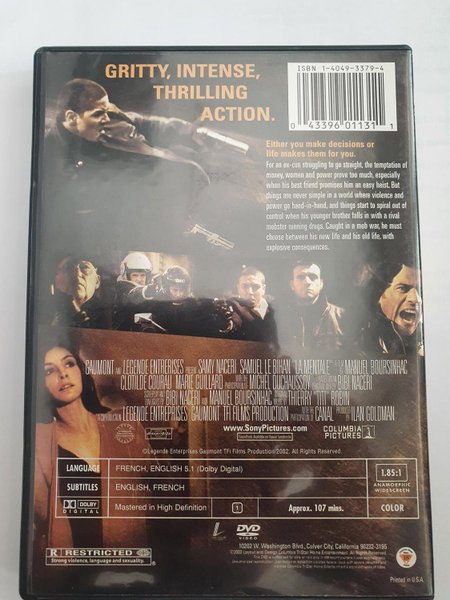 GRITTY, INTENSE,
THRILLING
ACTION.
ISBN 1-4049-3379-4
0 43396 01131 1
Either you make decisions or
life makes them for you.
For an ex-con struggling to go straight, the temptation of
money, women and power prove too much, especially
when his best friend promises him an easy heist. But
things are never simple in a world where violence and
power go hand-in-hand, and things start to spiral out of
control when his younger brother falls in with a rival
mobster running drugs. Caught in a mob war, he must
choose between his new life and his old life, with
explosive consequences.
GAUMONT AND LEGENDE ENTREPRISES PRESENT SAMY NACERI SAMUEL LE BIHAN "LA MENTALE" MANUEL BOURSINHAC
CLOTILDE COURAU MARIE GUILLARD MICHEL DUCHAUSSOY BIBI NACERI
BIBI NACERI AND MANUEL BOURSINHAC THIERRY "TITI" ROBIN
LEGENDE ENTREPRISES GAUMONT TF1 FILMS PRODUCTION CANAL+ ILAN GOLDMAN
www.SonyPictures.com
COLUMBIA
PICTURES
©Legende Enterprises Gaumont TFI Films Production/2002. All Rights Reserved.
LANGUAGE FRENCH, ENGLISH 5.1 (Dolby Digital)
SUBTITLES ENGLISH, FRENCH
DOLBY
DIGITAL
Mastered in High Definition
1
Approx. 107 mins.
1.85:1
ANAMORPHIC
WIDESCREEN
COLOR
DVD
VIDEO
R RESTRICTED
Strong violence, language and sexuality.
10202 W. Washington Blvd., Culver City, California 90232-3195
Printed in U.S.A.